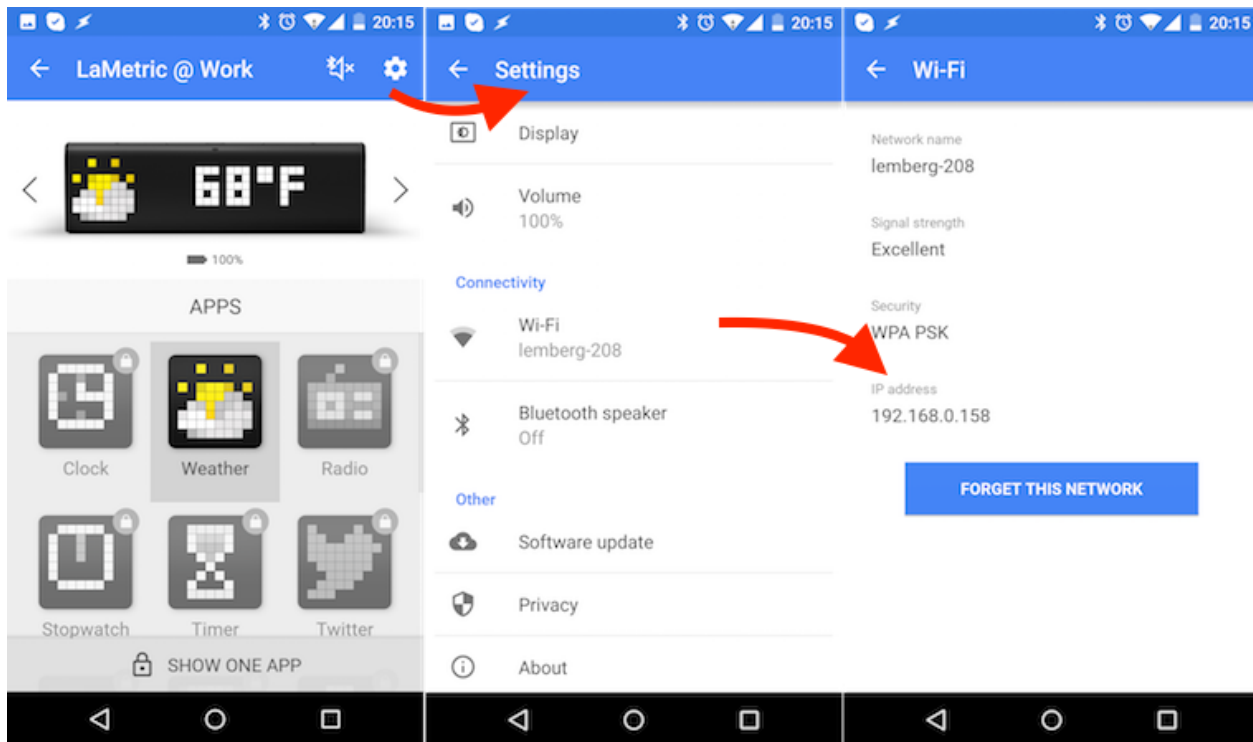 20:15
LaMetric @ Work
68°F
100%
APPS
Clock
Weather
Radio
Stopwatch
Timer
Twitter
SHOW ONE APP
20:15
Settings
Display
Volume
100%
Connectivity
Wi-Fi
lemberg-208
Bluetooth speaker
Off
Other
Software update
Privacy
About
20:15
Wi-Fi
Network name
lemberg-208
Signal strength
Excellent
Security
WPA PSK
IP address
192.168.0.158
FORGET THIS NETWORK